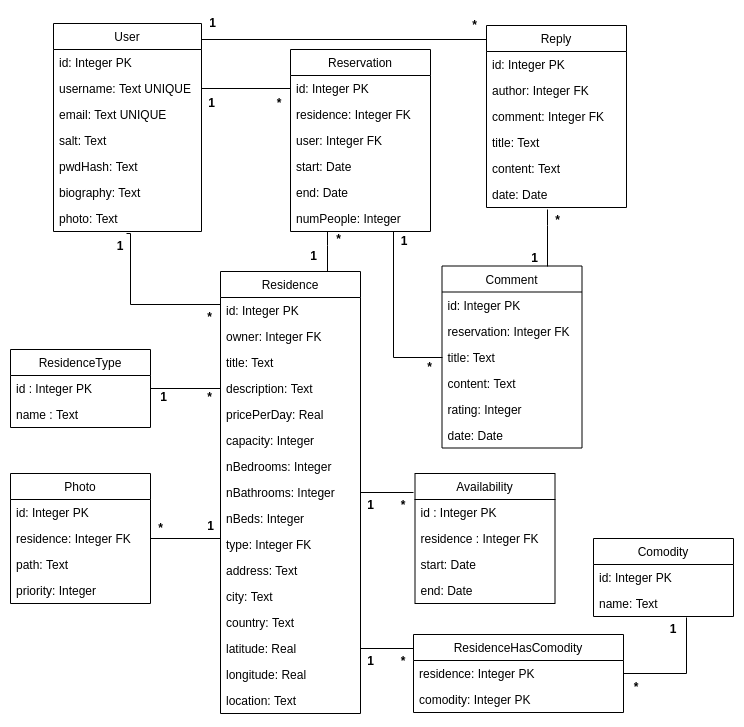 User
id: Integer PK
username: Text UNIQUE
email: Text UNIQUE
salt: Text
pwdHash: Text
biography: Text
photo: Text
1
*
1
*
1
*
Reservation
id: Integer PK
residence: Integer FK
user: Integer FK
start: Date
end: Date
numPeople: Integer
*
1
1
*
Reply
id: Integer PK
author: Integer FK
comment: Integer FK
title: Text
content: Text
date: Date
*
1
Comment
id: Integer PK
reservation: Integer FK
title: Text
content: Text
rating: Integer
date: Date
Residence
id: Integer PK
owner: Integer FK
title: Text
description: Text
pricePerDay: Real
capacity: Integer
nBedrooms: Integer
nBathrooms: Integer
nBeds: Integer
type: Integer FK
address: Text
city: Text
country: Text
latitude: Real
longitude: Real
location: Text
ResidenceType
id : Integer PK
name : Text
1
*
Photo
id: Integer PK
residence: Integer FK
path: Text
priority: Integer
*
1
1
*
Availability
id : Integer PK
residence : Integer FK
start: Date
end: Date
1
*
ResidenceHasComodity
residence: Integer PK
comodity: Integer PK
Comodity
id: Integer PK
name: Text
1
*